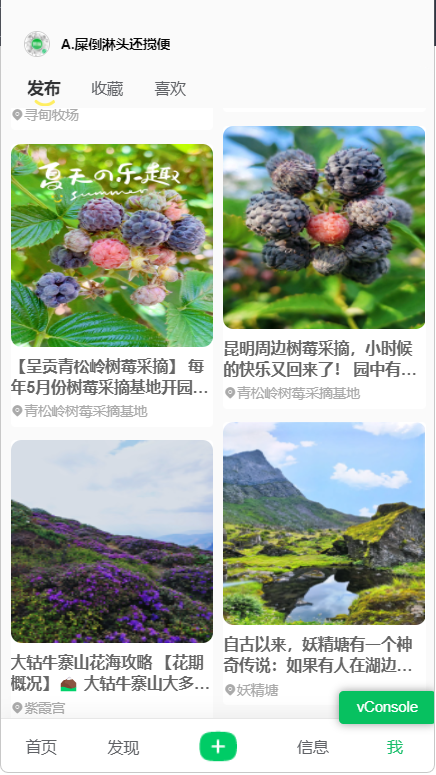 A.屎倒淋头还搅便
发布
收藏
喜欢
寻甸牧场
夏天の乐趣
summer
【呈贡青松岭树莓采摘】 每
年5月份树莓采摘基地开园...
青松岭树莓采摘基地
昆明周边树莓采摘，小时候
的快乐又回来了！ 园中有...
青松岭树莓采摘基地
大牯牛寨山花海攻略 【花期
概况】🌰 大牯牛寨山大多...
紫霞宫
自古以来，妖精塘有一个神
奇传说：如果有人在湖边...
妖精塘
vConsole
首页
发现
信息
我